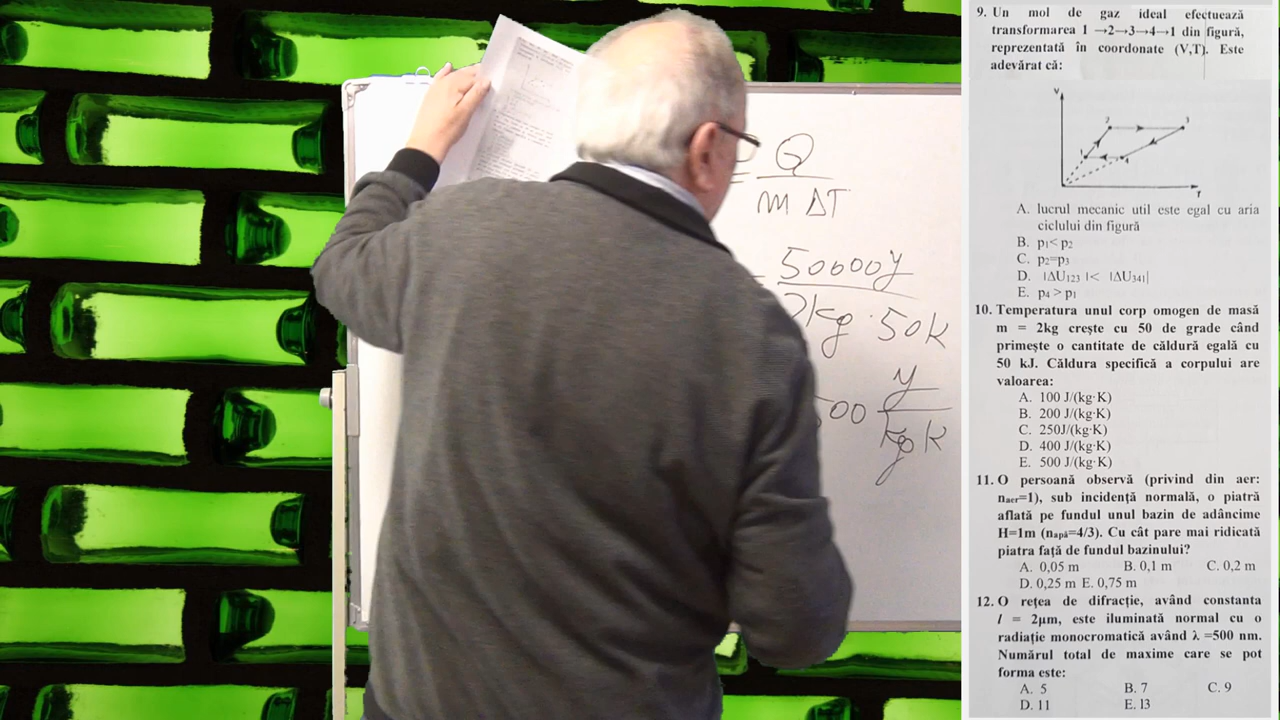 Q
m ΔT
50000 J
2kg · 50K
500 J
kg K
9. Un mol de gaz ideal efectuează
transformarea 1 →2→3→4→1 din figură,
reprezentată în coordonate (V,T). Este
adevărat că:
V
2
3
1
4
T
A. lucrul mecanic util este egal cu aria
ciclului din figură
B. p₁< p₂
C. p₂=p₃
D. |ΔU₁₂₃ |< |ΔU₃₄₁|
E. p₄ > p₁
10. Temperatura unui corp omogen de masă
m = 2kg crește cu 50 de grade când
primește o cantitate de căldură egală cu
50 kJ. Căldura specifică a corpului are
valoarea:
A. 100 J/(kg·K)
B. 200 J/(kg·K)
C. 250J/(kg·K)
D. 400 J/(kg·K)
E. 500 J/(kg·K)
11. O persoană observă (privind din aer:
nₐₑᵣ=1), sub incidență normală, o piatră
aflată pe fundul unul bazin de adâncime
H=1m (nₐₚă=4/3). Cu cât pare mai ridicată
piatra față de fundul bazinului?
A. 0,05 m B. 0,1 m C. 0,2 m
D. 0,25 m E. 0,75 m
12. O rețea de difracție, având constanta
l = 2μm, este iluminată normal cu o
radiație monocromatică având λ =500 nm.
Numărul total de maxime care se pot
forma este:
A. 5 B. 7 C. 9
D. 11 E. 13